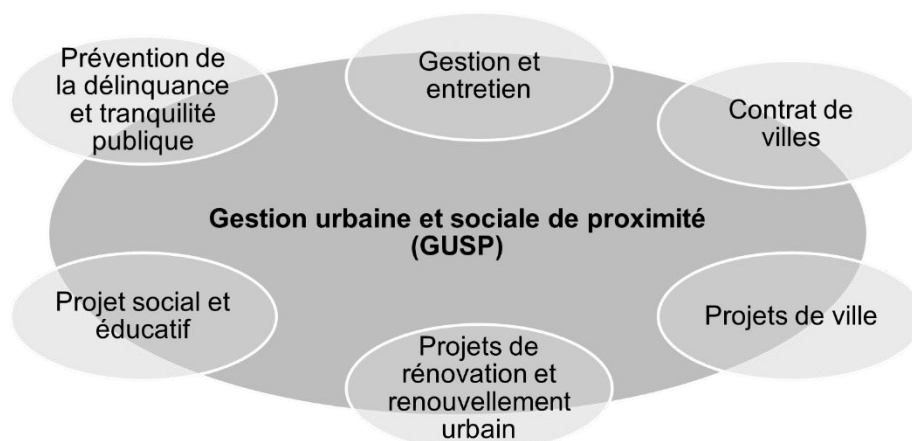 Prévention de
la délinquance
et tranquilité
publique
Gestion et
entretien
Contrat de
villes
Gestion urbaine et sociale de proximité
(GUSP)
Projet social et
éducatif
Projets de
rénovation et
renouvellement
urbain
Projets de ville